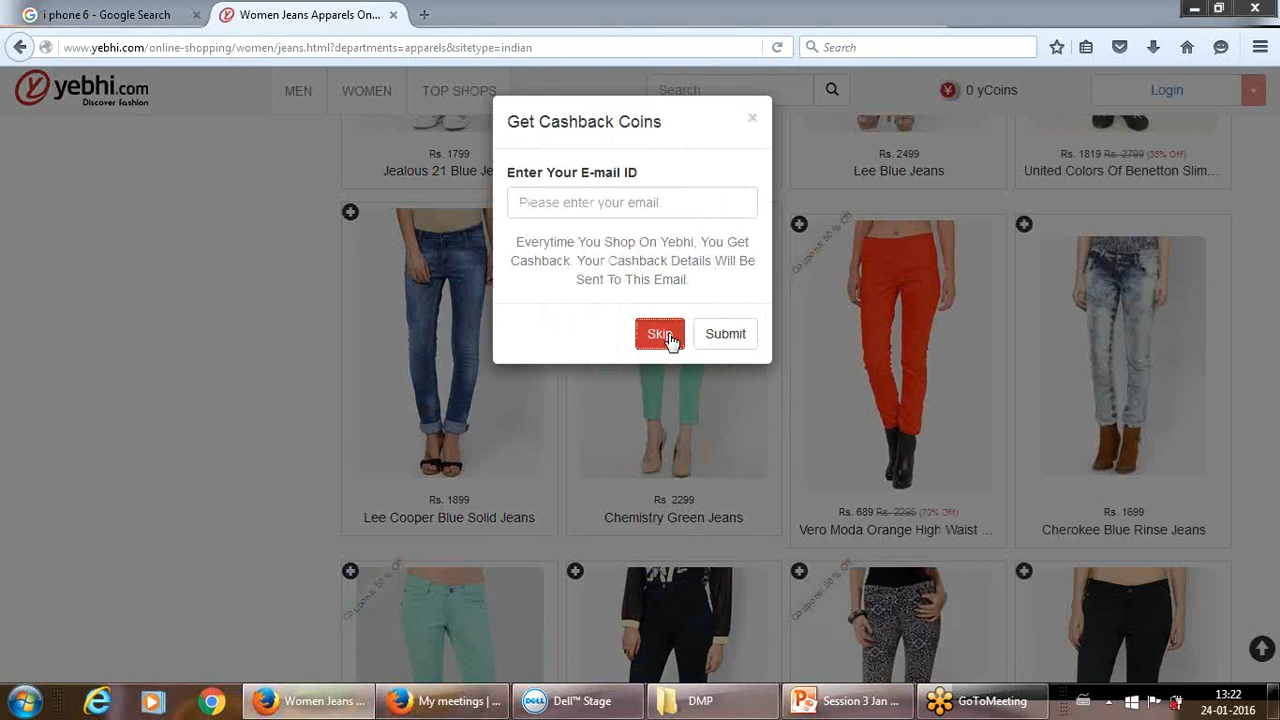 i phone 6 - Google Search
Women Jeans Apparels On...
www.yebhi.com/online-shopping/women/jeans.html?departments=apparels&sitetype=indian
Search
yebhi.com
Discover fashion
MEN
WOMEN
TOP SHOPS
Search
0 yCoins
Login
Get Cashback Coins
Enter Your E-mail ID
Please enter your email.
Everytime You Shop On Yebhi, You Get
Cashback. Your Cashback Details Will Be
Sent To This Email.
Skip
Submit
Rs. 1799
Jealous 21 Blue Je
Rs. 2499
Lee Blue Jeans
Rs. 1819 Rs. 2799 (35% Off)
United Colors Of Benetton Slim...
Rs. 1899
Lee Cooper Blue Solid Jeans
Rs. 2299
Chemistry Green Jeans
Rs. 689 Rs. 2295 (70% Off)
Vero Moda Orange High Waist ...
Rs. 1699
Cherokee Blue Rinse Jeans
Women Jeans ...
My meetings | ...
Dell™ Stage
DMP
Session 3 Jan ...
GoToMeeting
13:22
24-01-2016